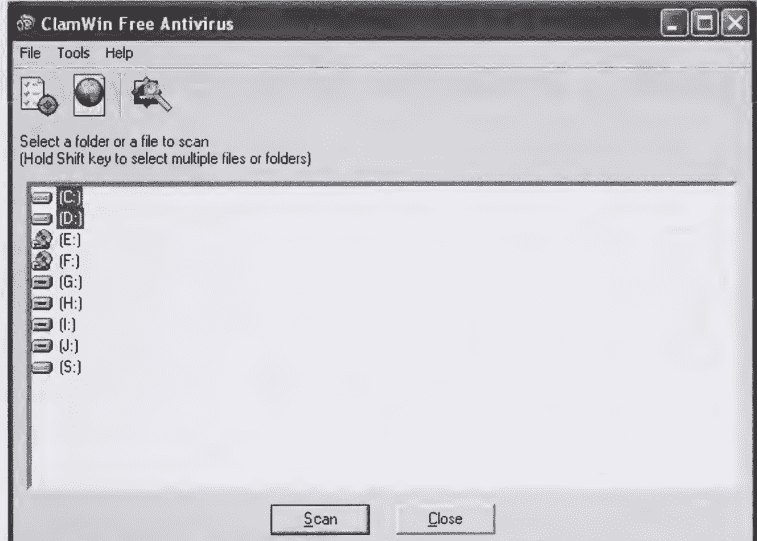 ClamWin Free Antivirus
File Tools Help
Select a folder or a file to scan
(Hold Shift key to select multiple files or folders)
(C:)
(D:)
(E:)
(F:)
(G:)
(H:)
(I:)
(J:)
(S:)
Scan Close